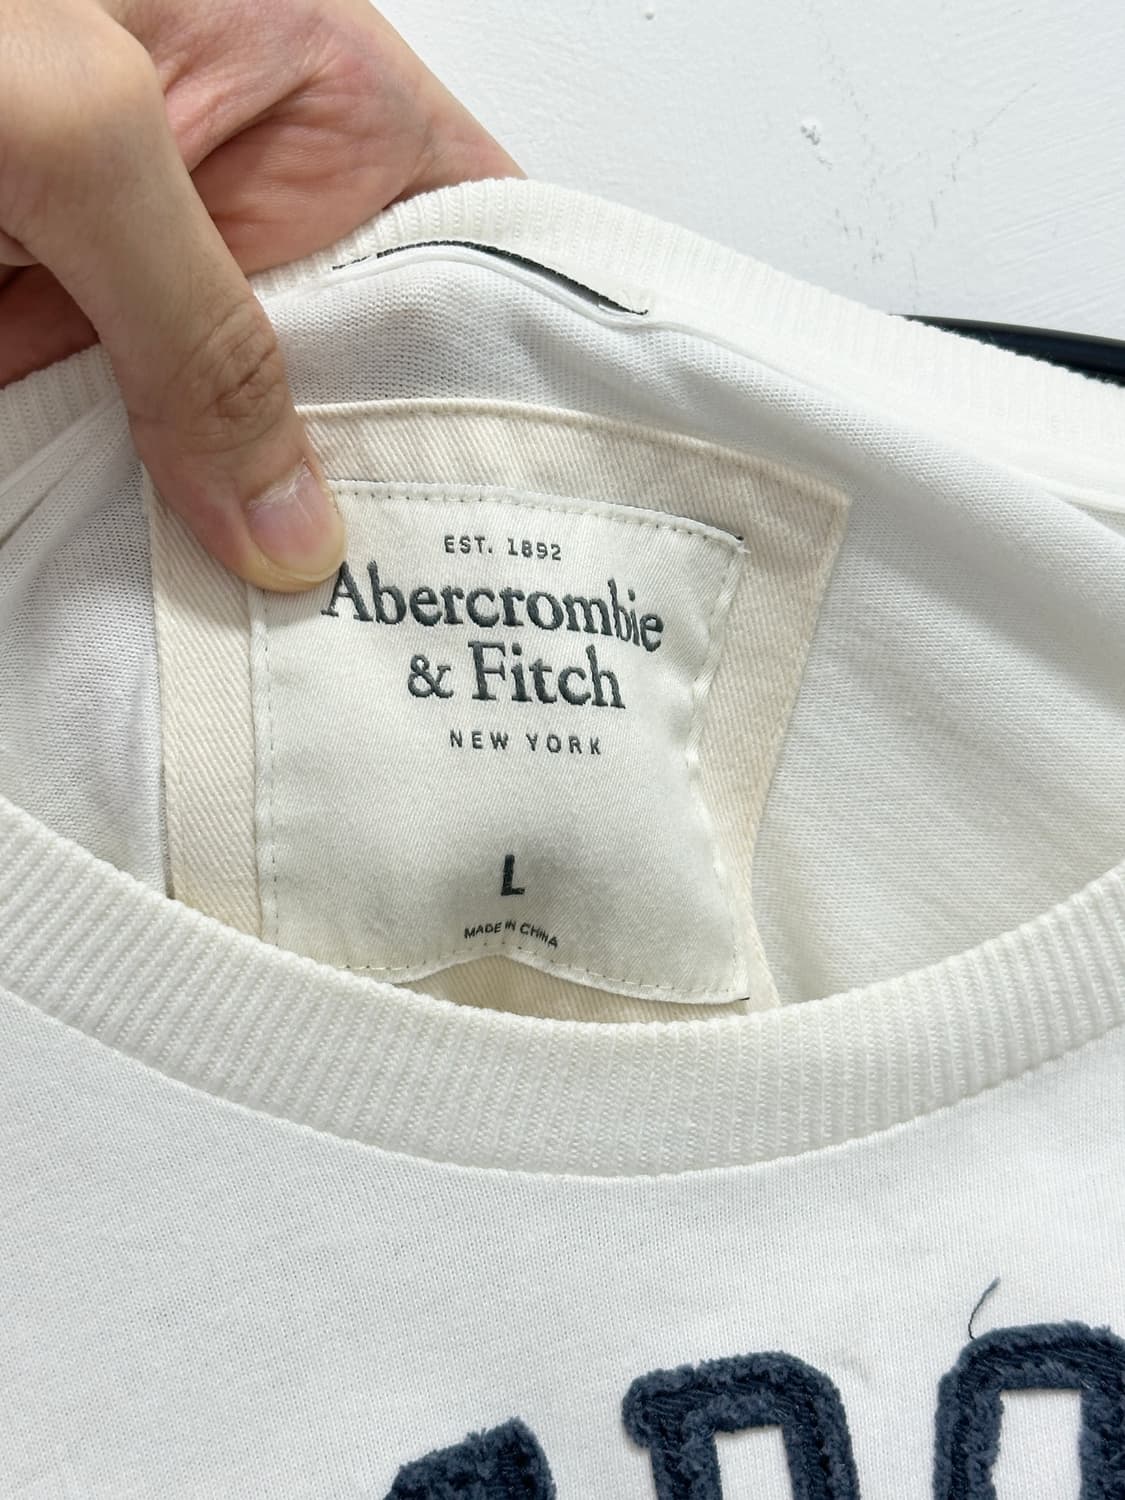 EST. 1892
Abercrombie
& Fitch
NEW YORK
L
MADE IN CHINA